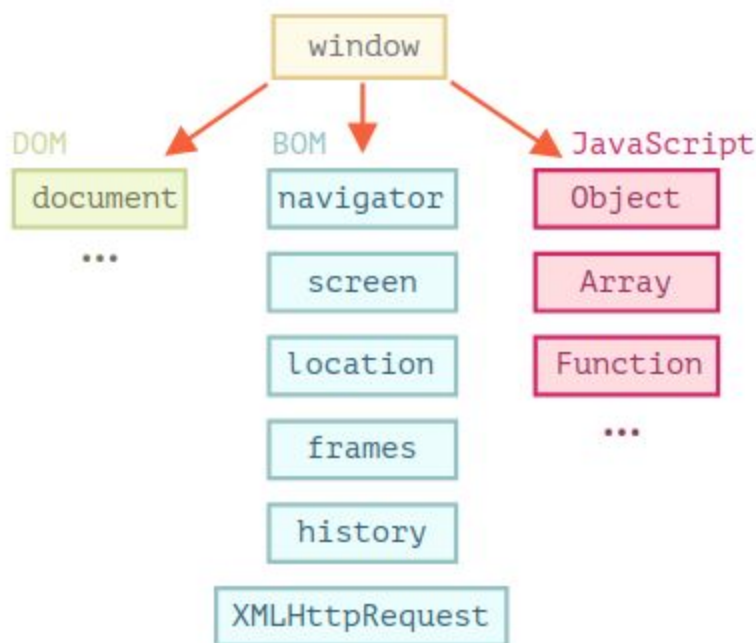 window
DOM
BOM
JavaScript
document
navigator
Object
...
screen
Array
location
Function
frames
...
history
XMLHttpRequest